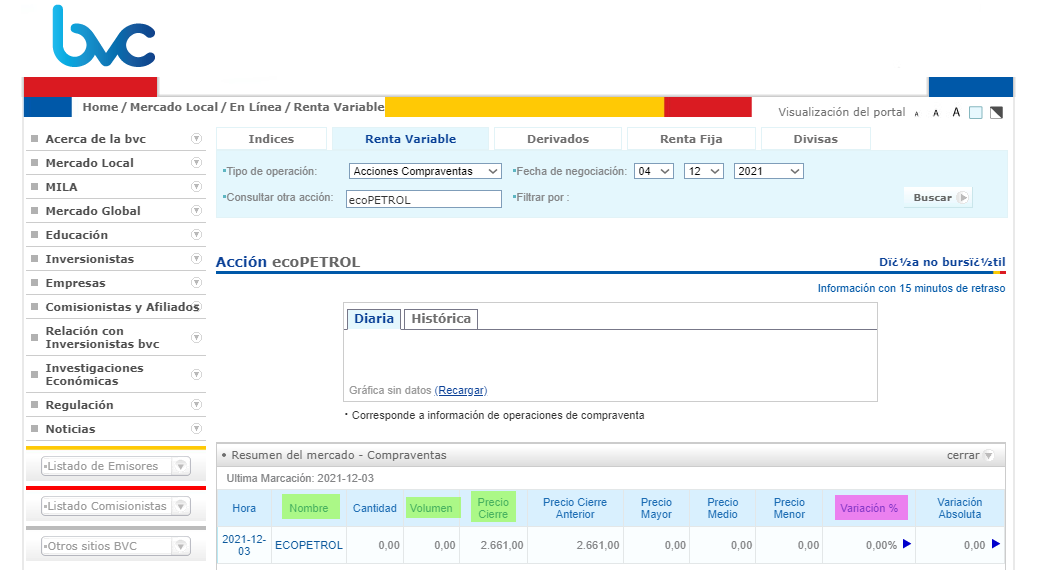 bvc
Home / Mercado Local / En Línea / Renta Variable
Visualización del portal A A A
Acerca de la bvc
Mercado Local
MILA
Mercado Global
Educación
Inversionistas
Empresas
Comisionistas y Afiliados
Relación con
Inversionistas bvc
Investigaciones
Económicas
Regulación
Noticias
Listado de Emisores
Listado Comisionistas
Otros sitios BVC
Indices Renta Variable Derivados Renta Fija Divisas
Tipo de operación: Acciones Compraventas Fecha de negociación: 04 12 2021
Consultar otra acción: ecoPETROL Filtrar por :
Buscar
Acción ecoPETROL Dï¿½a no bursï¿½til
Información con 15 minutos de retraso
Diaria Histórica
Gráfica sin datos (Recargar)
Corresponde a información de operaciones de compraventa
Resumen del mercado - Compraventas cerrar
Ultima Marcación: 2021-12-03
Hora Nombre Cantidad Volumen Precio Cierre Precio Cierre Anterior Precio Mayor Precio Medio Precio Menor Variación % Variación Absoluta
2021-12-03 ECOPETROL 0,00 0,00 2.661,00 2.661,00 0,00 0,00 0,00 0,00% 0,00